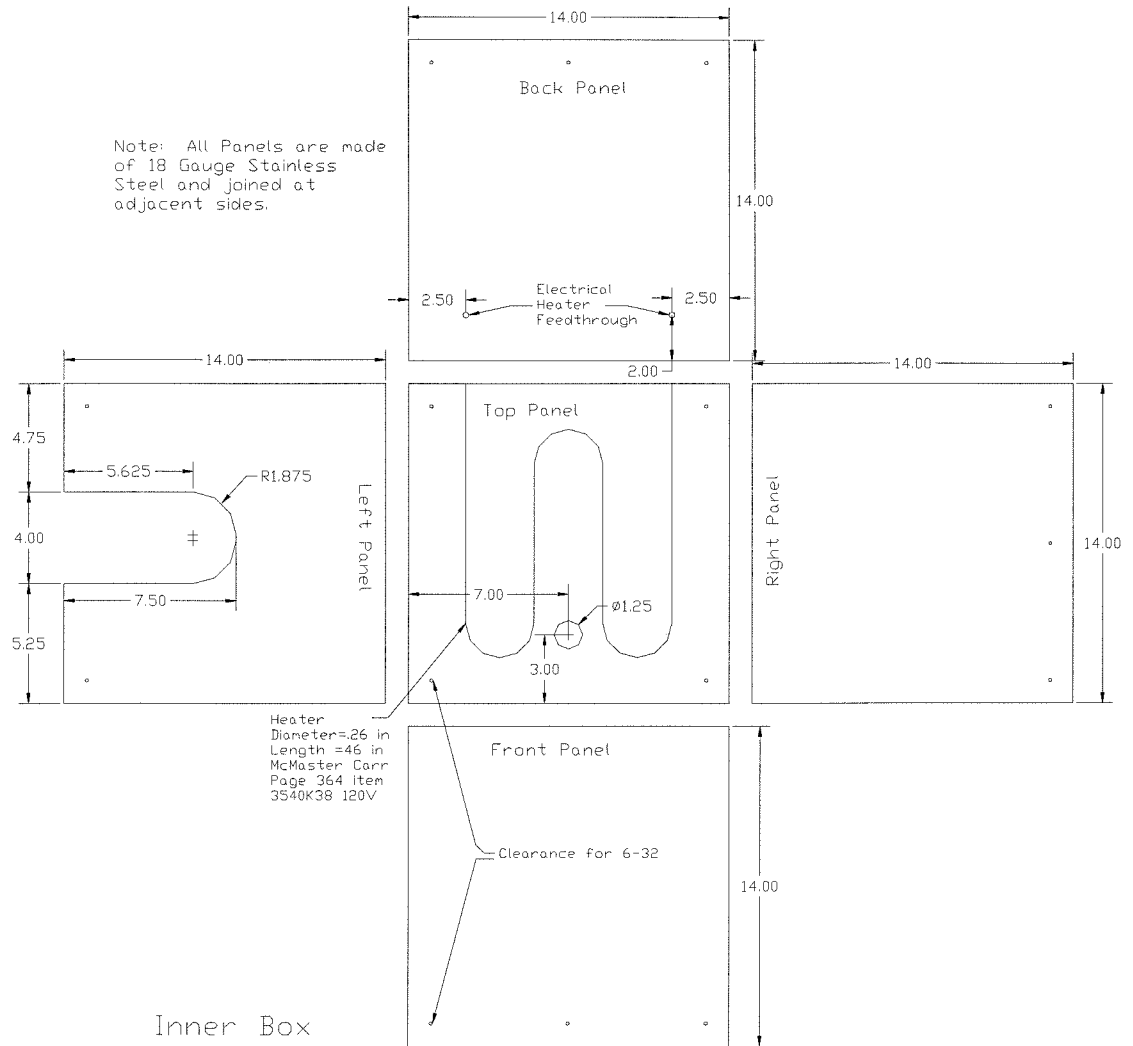 14.00
Back Panel
Note: All Panels are made
of 18 Gauge Stainless
Steel and joined at
adjacent sides.
14.00
2.50
Electrical
Heater
Feedthrough
2.50
2.00
14.00
14.00
4.75
Top Panel
5.625
R1.875
Left Panel
Right Panel
4.00
14.00
7.50
7.00
ø1.25
5.25
3.00
Heater
Diameter=.26 in
Length =46 in
McMaster Carr
Page 364 item
3540K38 120V
Front Panel
Clearance for 6-32
14.00
Inner Box